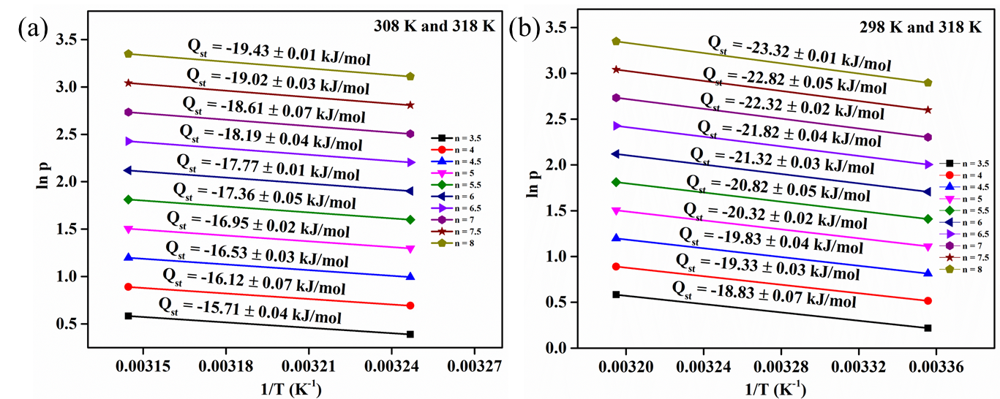 (a)
308 K and 318 K
ln p
3.5
3.0
2.5
2.0
1.5
1.0
0.5
Qst = -19.43 ± 0.01 kJ/mol
Qst = -19.02 ± 0.03 kJ/mol
Qst = -18.61 ± 0.07 kJ/mol
Qst = -18.19 ± 0.04 kJ/mol
Qst = -17.77 ± 0.01 kJ/mol
Qst = -17.36 ± 0.05 kJ/mol
Qst = -16.95 ± 0.02 kJ/mol
Qst = -16.53 ± 0.03 kJ/mol
Qst = -16.12 ± 0.07 kJ/mol
Qst = -15.71 ± 0.04 kJ/mol
n = 3.5
n = 4
n = 4.5
n = 5
n = 5.5
n = 6
n = 6.5
n = 7
n = 7.5
n = 8
0.00315 0.00318 0.00321 0.00324 0.00327
1/T (K-1)
(b)
298 K and 318 K
ln p
3.5
3.0
2.5
2.0
1.5
1.0
0.5
0.0
Qst = -23.32 ± 0.01 kJ/mol
Qst = -22.82 ± 0.05 kJ/mol
Qst = -22.32 ± 0.02 kJ/mol
Qst = -21.82 ± 0.04 kJ/mol
Qst = -21.32 ± 0.03 kJ/mol
Qst = -20.82 ± 0.05 kJ/mol
Qst = -20.32 ± 0.02 kJ/mol
Qst = -19.83 ± 0.04 kJ/mol
Qst = -19.33 ± 0.03 kJ/mol
Qst = -18.83 ± 0.07 kJ/mol
n = 3.5
n = 4
n = 4.5
n = 5
n = 5.5
n = 6
n = 6.5
n = 7
n = 7.5
n = 8
0.00320 0.00324 0.00328 0.00332 0.00336
1/T (K-1)